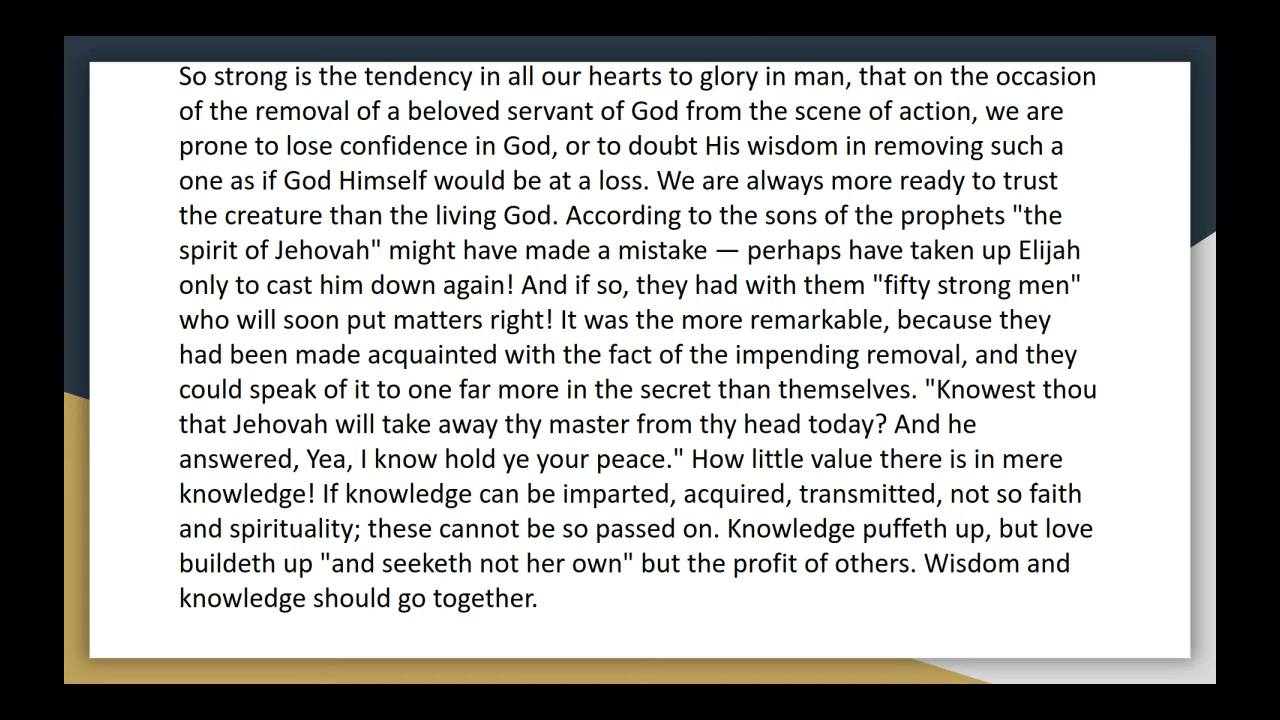 So strong is the tendency in all our hearts to glory in man, that on the occasion
of the removal of a beloved servant of God from the scene of action, we are
prone to lose confidence in God, or to doubt His wisdom in removing such a
one as if God Himself would be at a loss. We are always more ready to trust
the creature than the living God. According to the sons of the prophets "the
spirit of Jehovah" might have made a mistake — perhaps have taken up Elijah
only to cast him down again! And if so, they had with them "fifty strong men"
who will soon put matters right! It was the more remarkable, because they
had been made acquainted with the fact of the impending removal, and they
could speak of it to one far more in the secret than themselves. "Knowest thou
that Jehovah will take away thy master from thy head today? And he
answered, Yea, I know hold ye your peace." How little value there is in mere
knowledge! If knowledge can be imparted, acquired, transmitted, not so faith
and spirituality; these cannot be so passed on. Knowledge puffeth up, but love
buildeth up "and seeketh not her own" but the profit of others. Wisdom and
knowledge should go together.